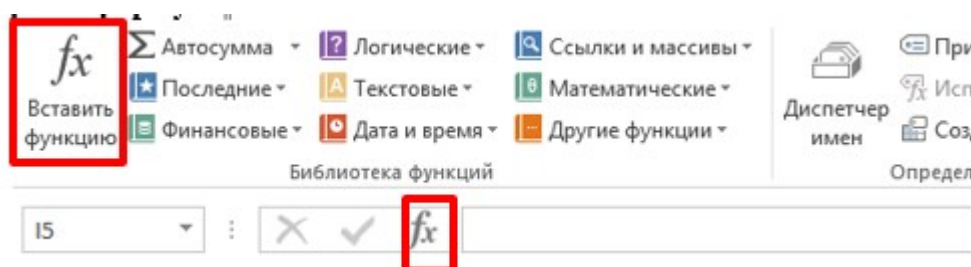 fx Σ Автосумма ? Логические Ссылки и массивы
Последние A Текстовые θ Математические
Вставить
функцию Финансовые Дата и время Другие функции
Диспетчер
имен
Библиотека функций
I5 fx